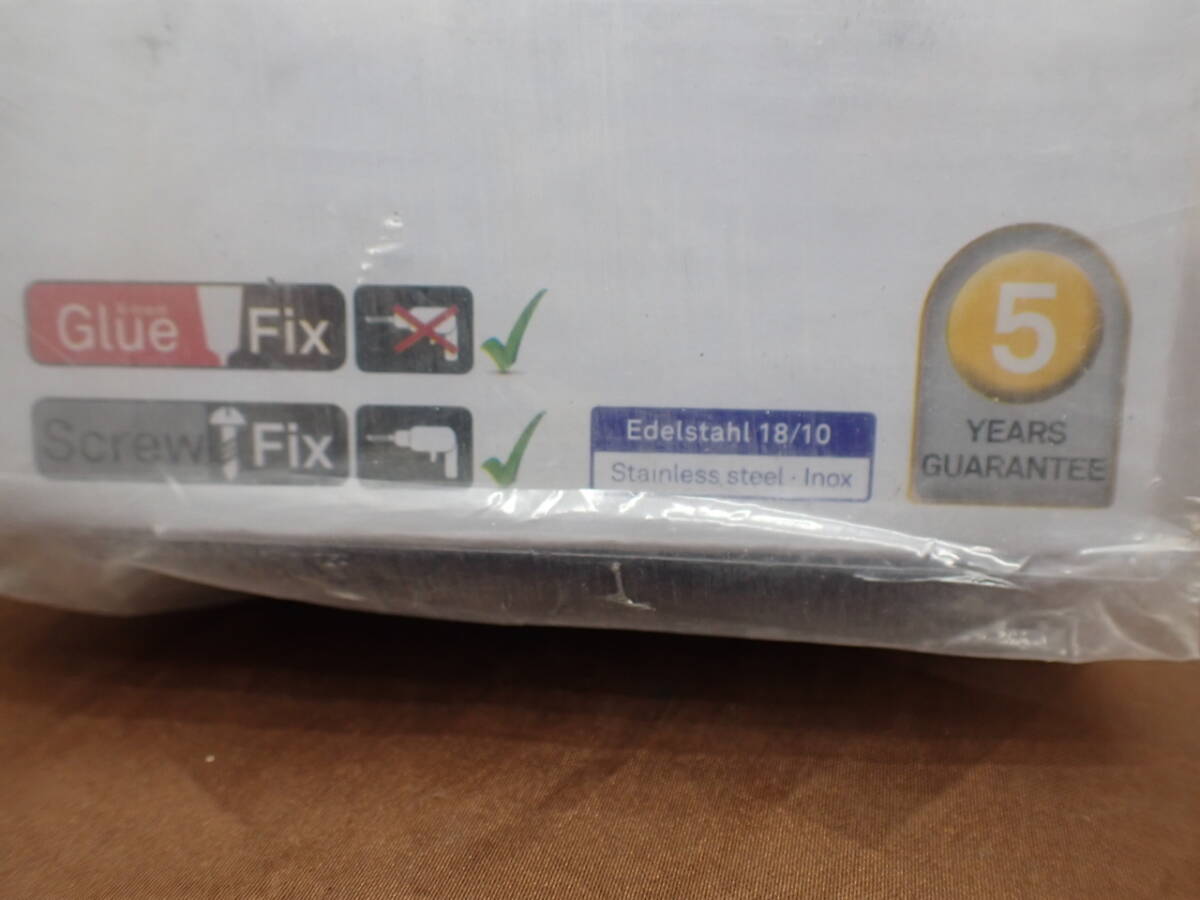 Glue Fix
Screw Fix
Edelstahl 18/10
Stainless steel · Inox
5
YEARS
GUARANTEE